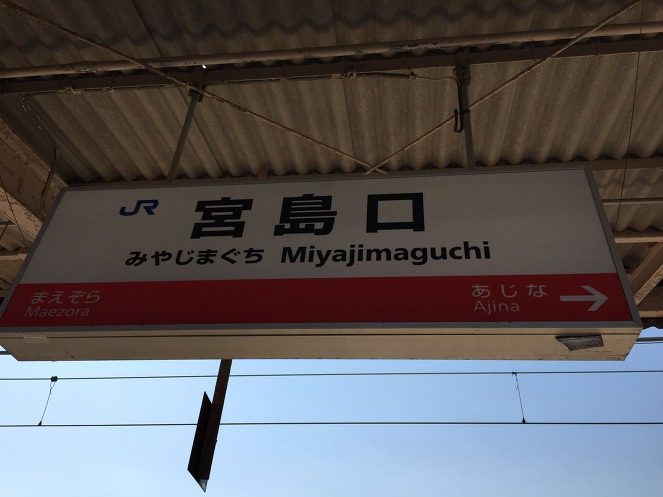 JR 宮島口
みやじまぐち Miyajimaguchi
まえぞら
Maezora
あじな
Ajina